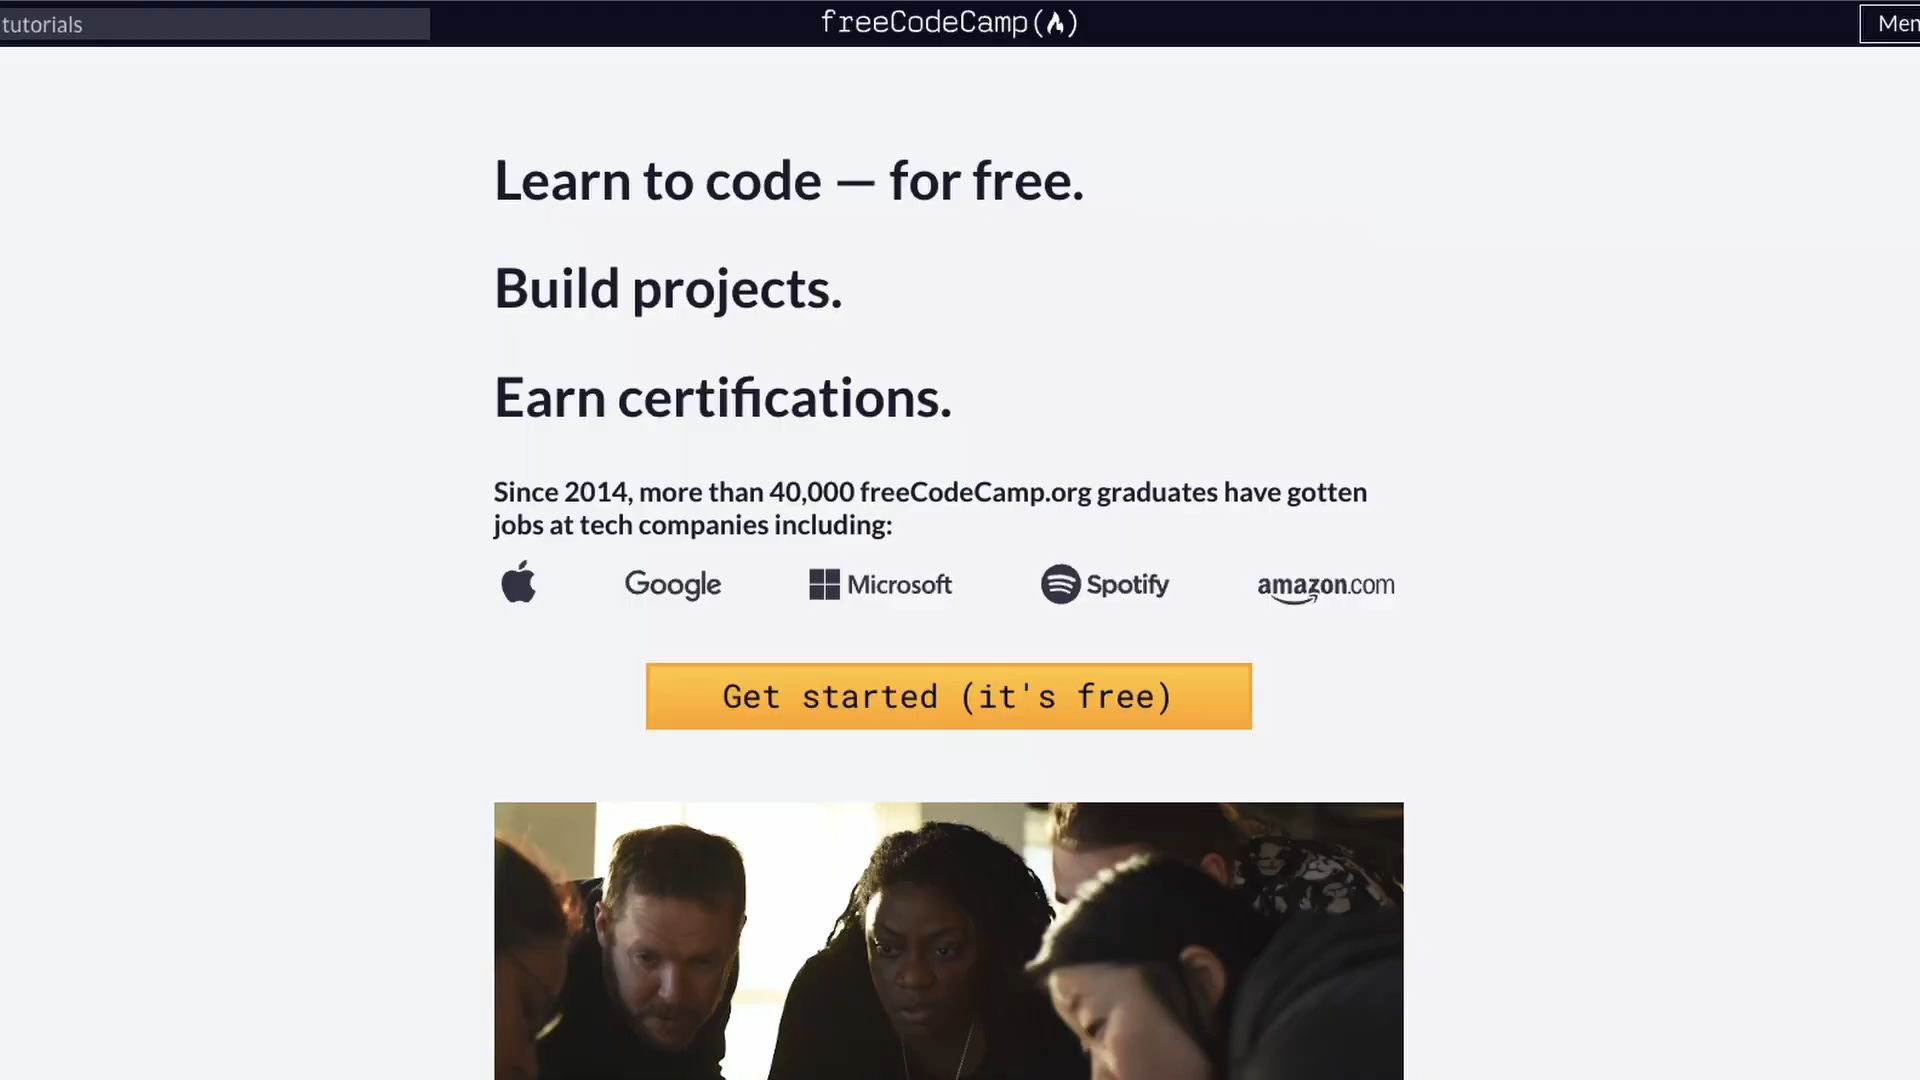 tutorials
freeCodeCamp
Men
Learn to code — for free.
Build projects.
Earn certifications.
Since 2014, more than 40,000 freeCodeCamp.org graduates have gotten
jobs at tech companies including:
Google
Microsoft
Spotify
amazon.com
Get started (it's free)